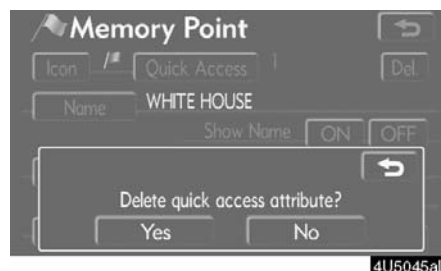 Memory Point
Icon Quick Access Del.
Name WHITE HOUSE
Show Name ON OFF
Delete quick access attribute?
Yes No
4U5045al